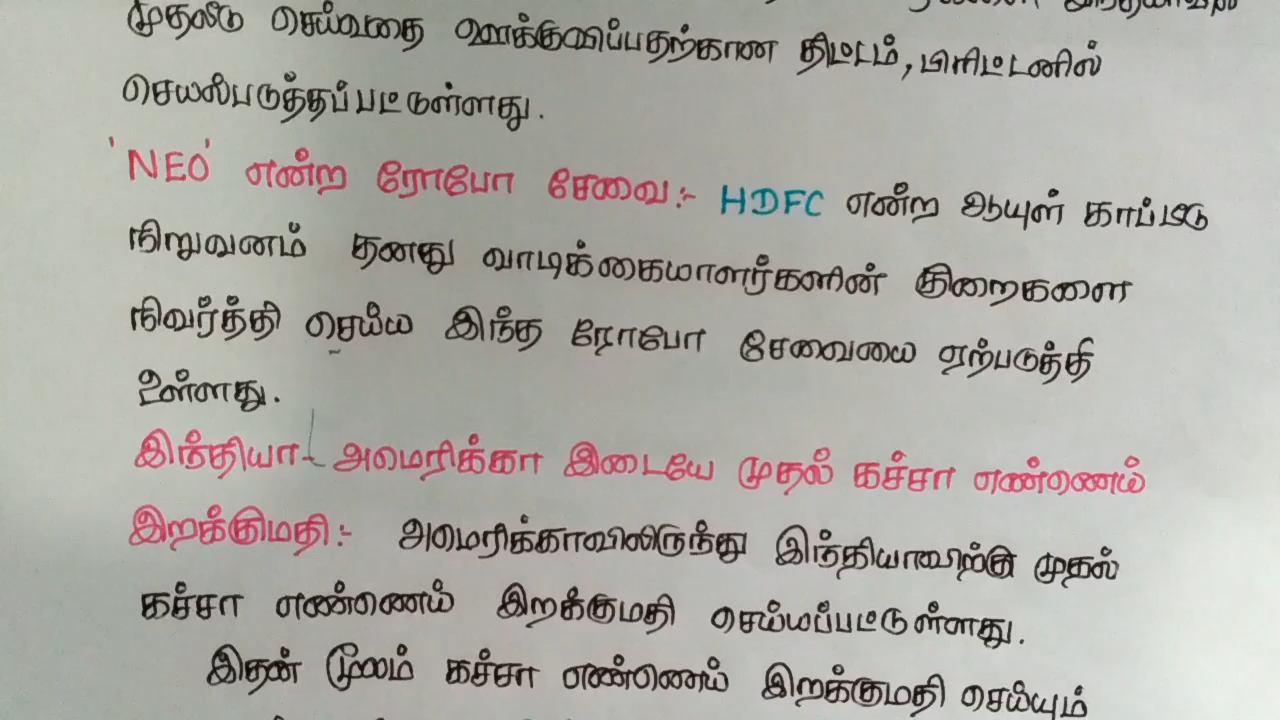 முதலீடு செய்வதை ஊக்குவிப்பதற்கான திட்டம், பிரிட்டனில்
செயல்படுத்தப்பட்டுள்ளது.
'NEO' என்ற ரோபோ சேவை:- HDFC என்ற ஆயுள் காப்பீடு
நிறுவனம் தனது வாடிக்கையாளர்களின் குறைகளை
நிவர்த்தி செய்ய இந்த ரோபோ சேவையை ஏற்படுத்தி
உள்ளது.
இந்தியா - அமெரிக்கா இடையே முதல் கச்சா எண்ணெய்
இறக்குமதி:- அமெரிக்காவிலிருந்து இந்தியாவிற்கு முதல்
கச்சா எண்ணெய் இறக்குமதி செய்யப்பட்டுள்ளது.
இதன் மூலம் கச்சா எண்ணெய் இறக்குமதி செய்யும்